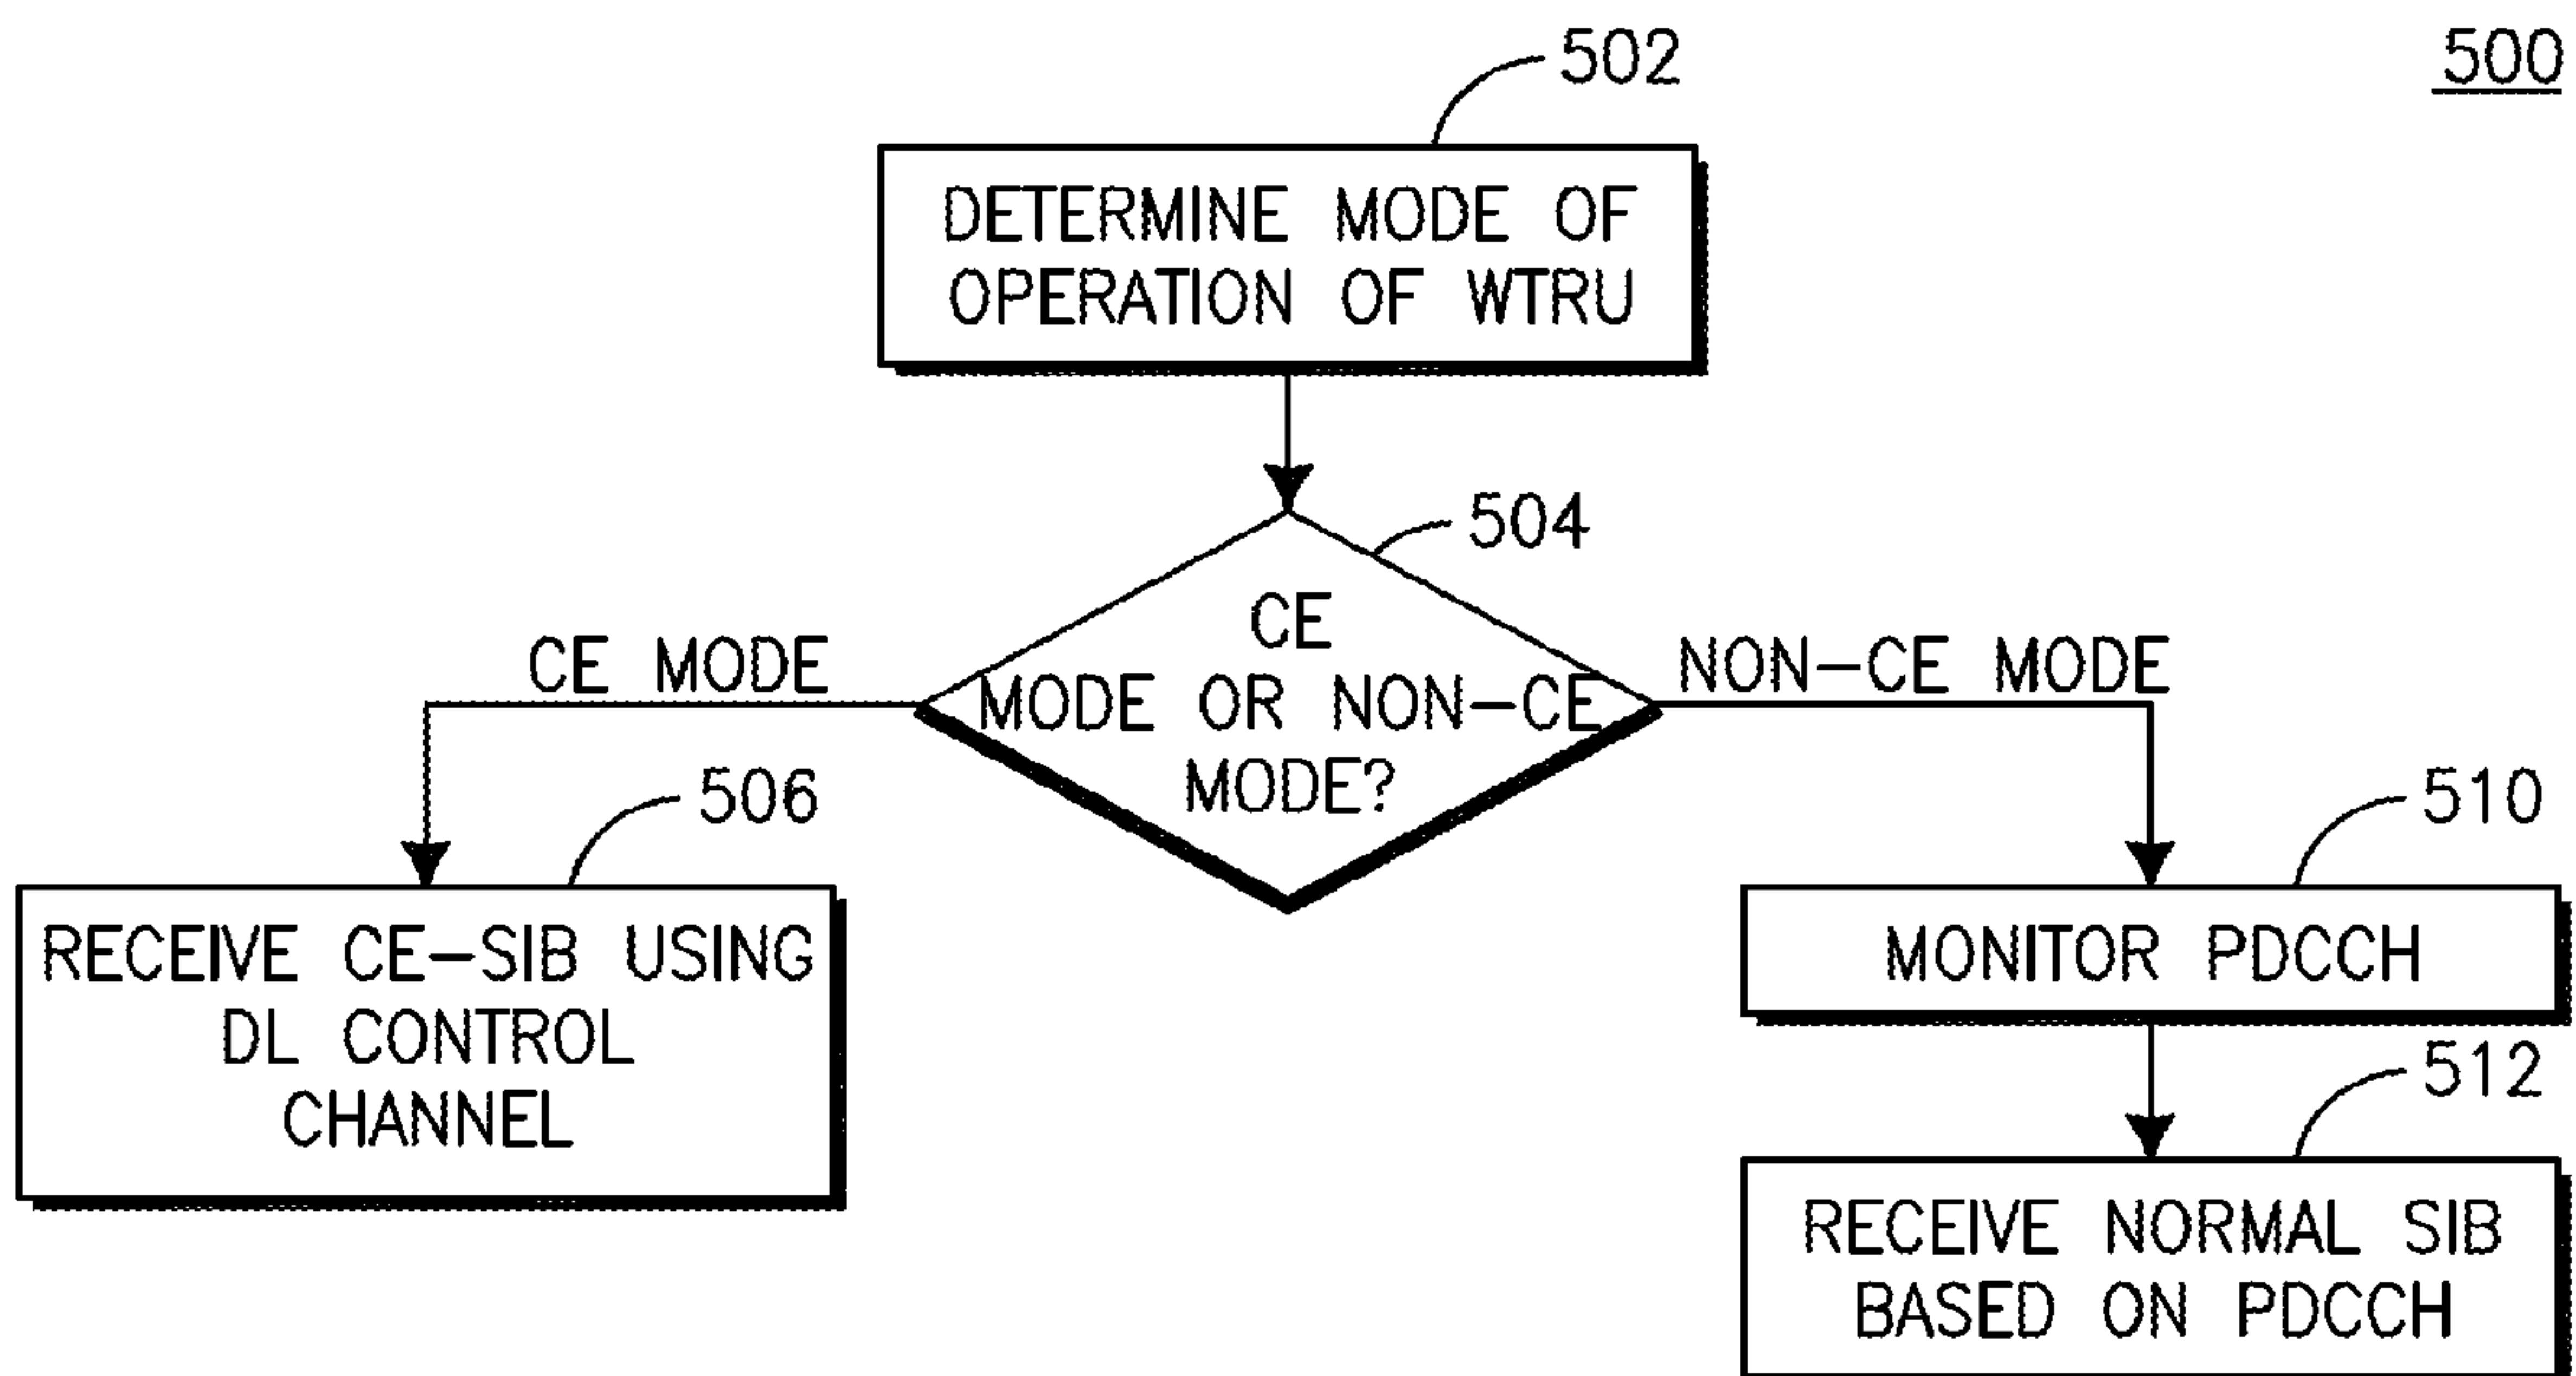 502
500
DETERMINE MODE OF
OPERATION OF WTRU
504
CE
MODE OR NON-CE
MODE?
CE MODE
NON-CE MODE
506
510
RECEIVE CE-SIB USING
DL CONTROL
CHANNEL
MONITOR PDCCH
512
RECEIVE NORMAL SIB
BASED ON PDCCH